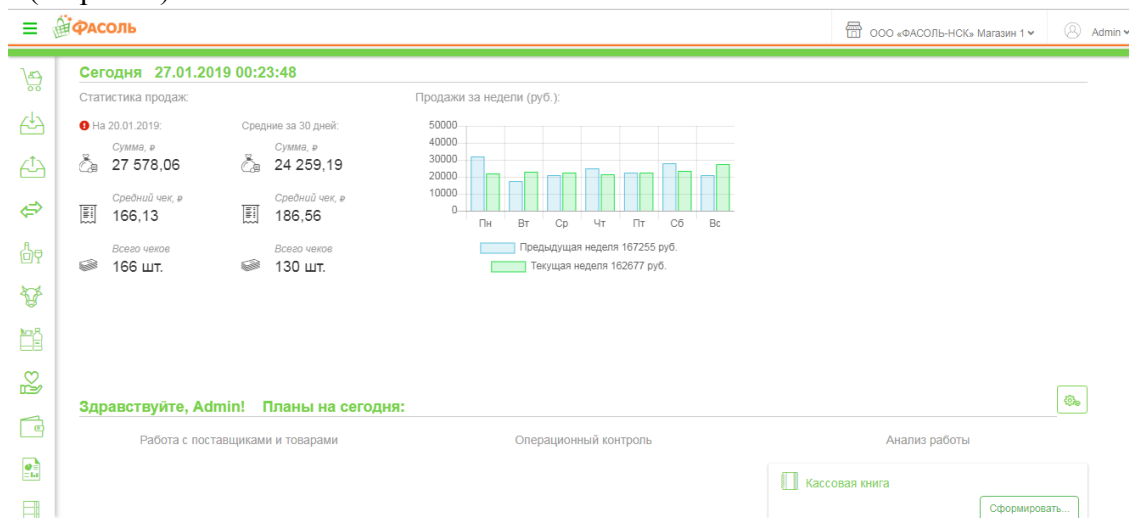 ФАСОЛЬ
ООО «ФАСОЛЬ-НСК» Магазин 1
Admin
Сегодня 27.01.2019 00:23:48
Статистика продаж:
Продажи за недели (руб.):
На 20.01.2019:
Средние за 30 дней:
Сумма, ₽
27 578,06
Сумма, ₽
24 259,19
Средний чек, ₽
166,13
Средний чек, ₽
186,56
Всего чеков
166 шт.
Всего чеков
130 шт.
50000
40000
30000
20000
10000
0
Пн Вт Ср Чт Пт Сб Вс
Предыдущая неделя 167255 руб.
Текущая неделя 162677 руб.
Здравствуйте, Admin! Планы на сегодня:
Работа с поставщиками и товарами
Операционный контроль
Анализ работы
Кассовая книга
Сформировать...